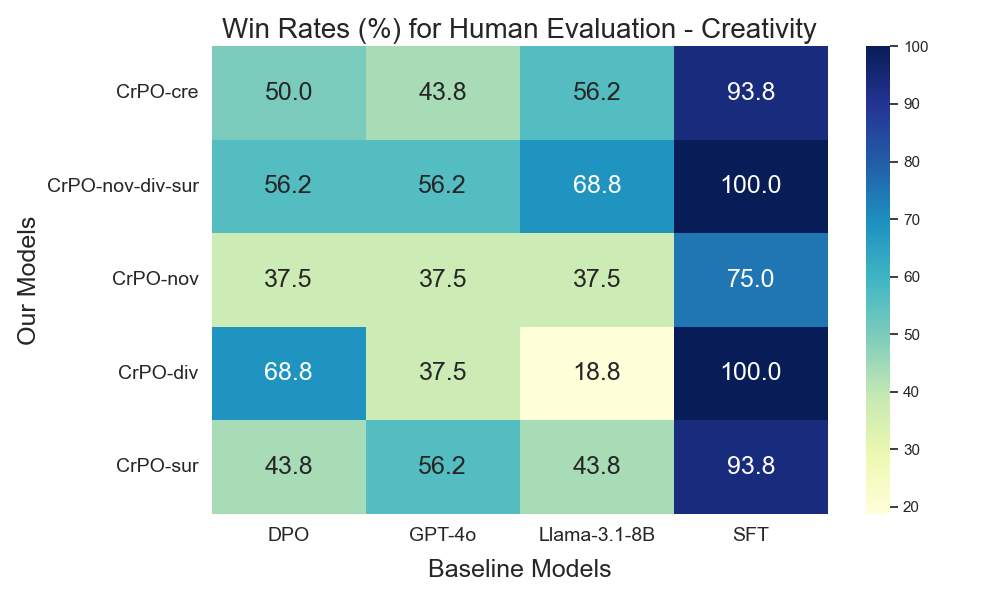 Win Rates (%) for Human Evaluation - Creativity
Our Models
CrPO-cre 50.0 43.8 56.2 93.8
CrPO-nov-div-sur 56.2 56.2 68.8 100.0
CrPO-nov 37.5 37.5 37.5 75.0
CrPO-div 68.8 37.5 18.8 100.0
CrPO-sur 43.8 56.2 43.8 93.8
DPO GPT-4o Llama-3.1-8B SFT
Baseline Models
100
90
80
70
60
50
40
30
20